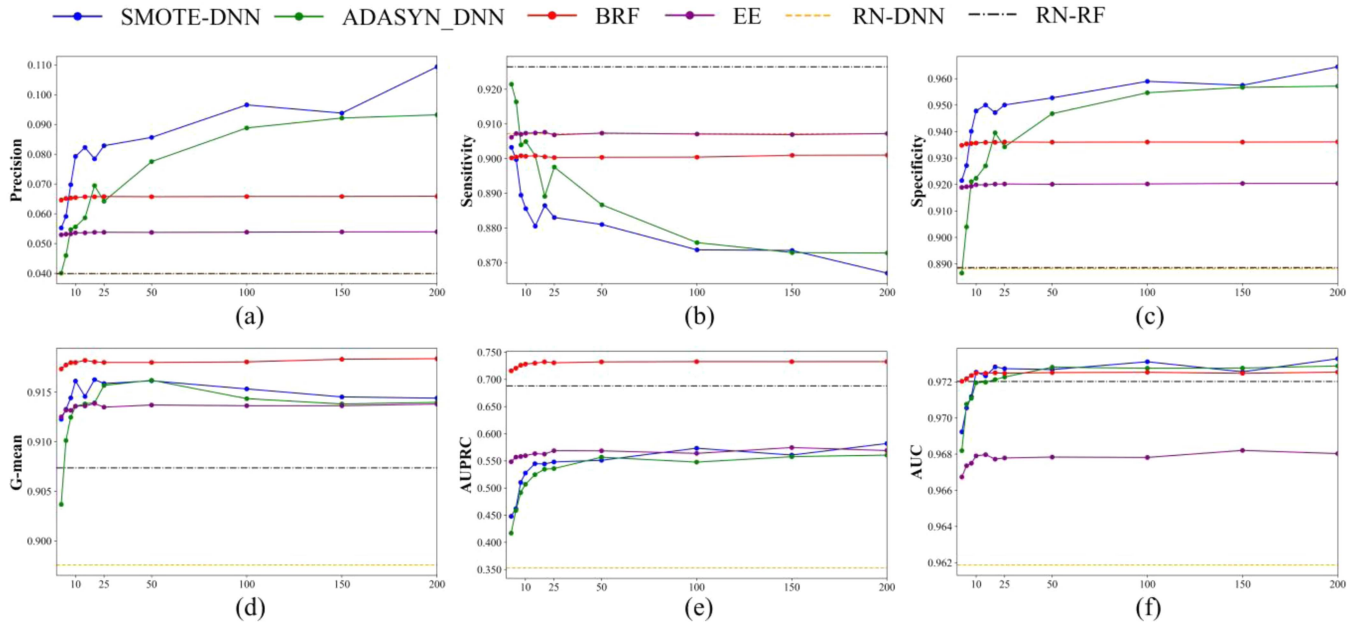 SMOTE-DNN ADASYN_DNN BRF EE RN-DNN RN-RF
Precision
0.110
0.100
0.090
0.080
0.070
0.060
0.050
0.040
10 25 50 100 150 200
(a)
Sensitivity
0.920
0.910
0.900
0.890
0.880
0.870
10 25 50 100 150 200
(b)
Specificity
0.960
0.950
0.940
0.930
0.920
0.910
0.900
0.890
10 25 50 100 150 200
(c)
G-mean
0.915
0.910
0.905
0.900
10 25 50 100 150 200
(d)
AUPRC
0.750
0.700
0.650
0.600
0.550
0.500
0.450
0.400
0.350
10 25 50 100 150 200
(e)
AUC
0.972
0.970
0.968
0.966
0.964
0.962
10 25 50 100 150 200
(f)